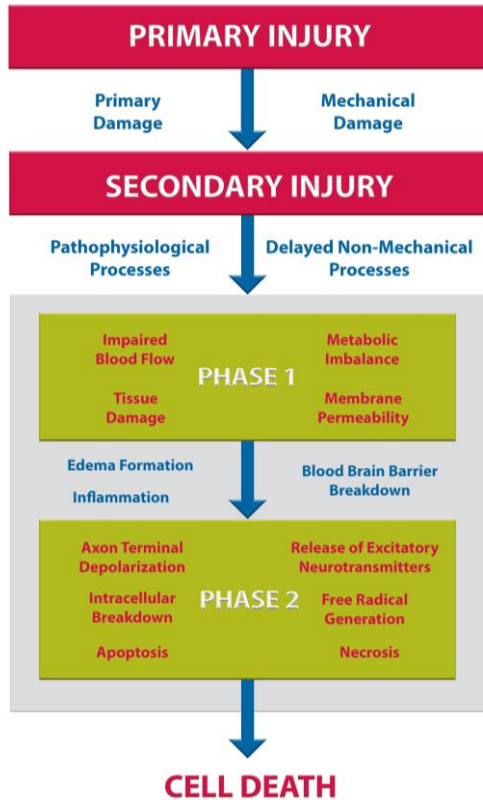 PRIMARY INJURY
Primary
Damage
Mechanical
Damage
SECONDARY INJURY
Pathophysiological
Processes
Delayed Non-Mechanical
Processes
Impaired
Blood Flow
Metabolic
Imbalance
PHASE 1
Tissue
Damage
Membrane
Permeability
Edema Formation
Inflammation
Blood Brain Barrier
Breakdown
Axon Terminal
Depolarization
Release of Excitatory
Neurotransmitters
Intracellular
Breakdown
PHASE 2
Free Radical
Generation
Apoptosis
Necrosis
CELL DEATH